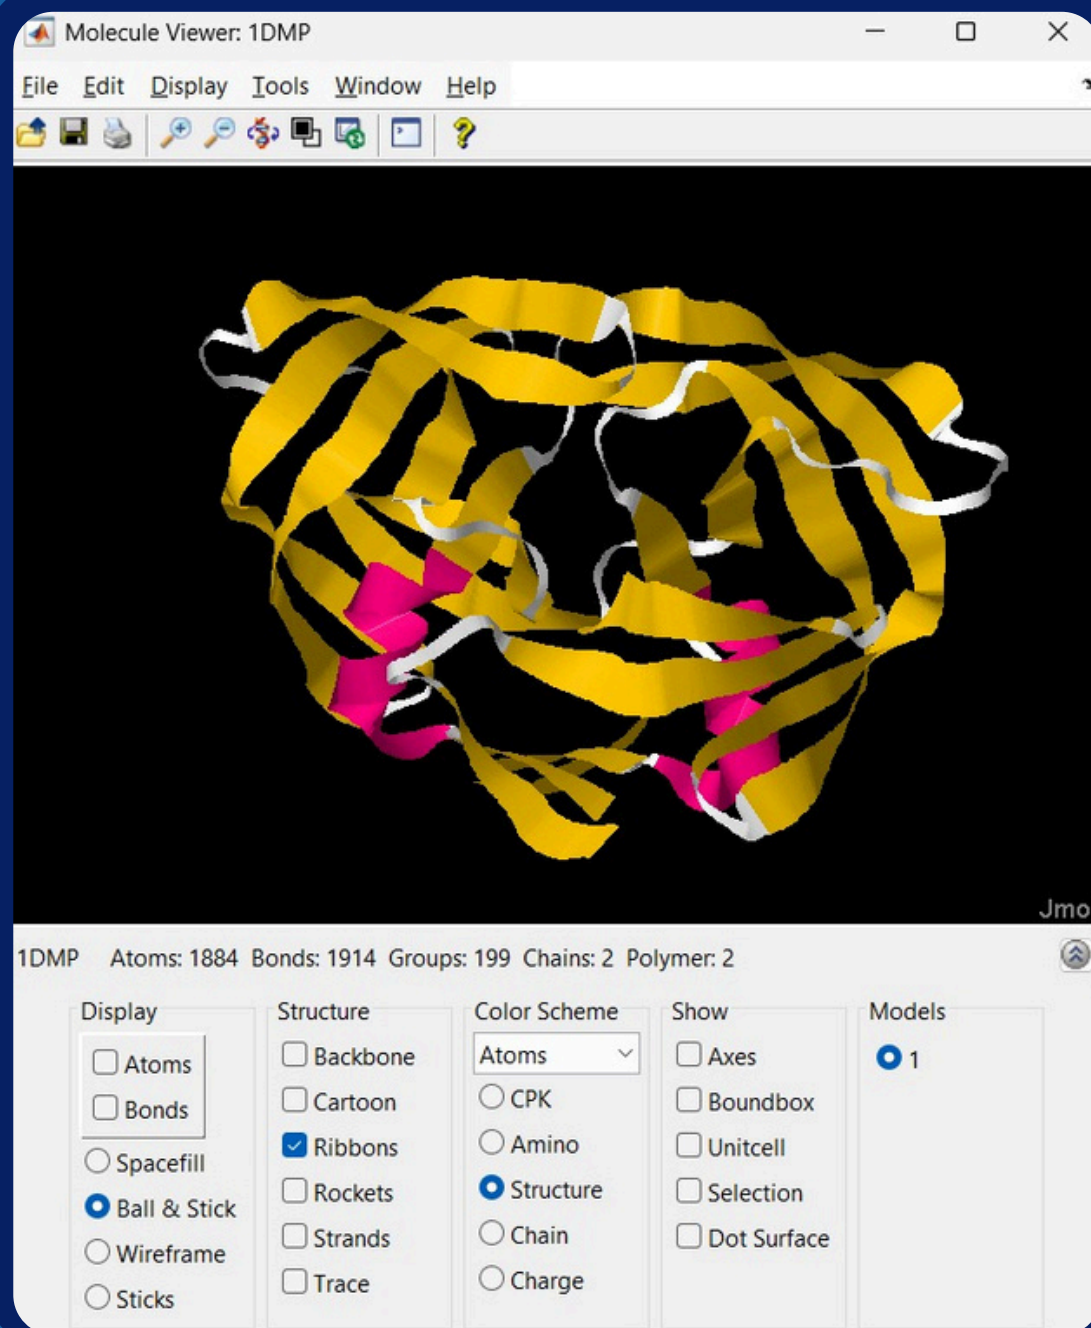 Molecule Viewer: 1DMP
File Edit Display Tools Window Help
Jmo
1DMP Atoms: 1884 Bonds: 1914 Groups: 199 Chains: 2 Polymer: 2
Display Structure Color Scheme Show Models
Atoms Backbone Atoms Axes 1
Bonds Cartoon CPK Boundbox
Spacefill Ribbons Amino Unitcell
Ball & Stick Rockets Structure Selection
Wireframe Strands Chain Dot Surface
Sticks Trace Charge